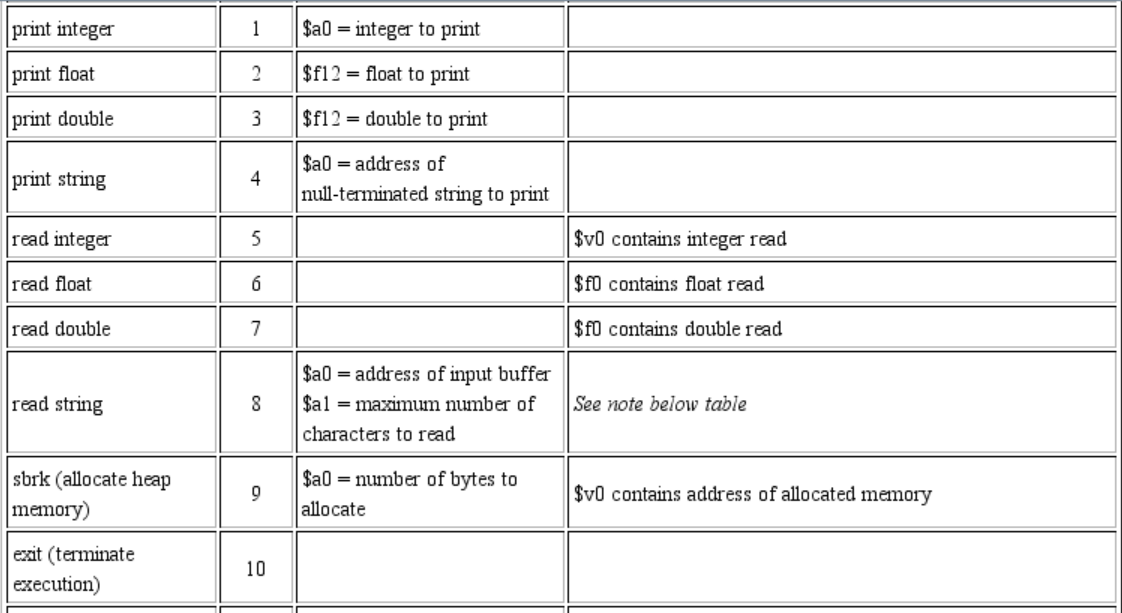 print integer 1 $a0 = integer to print
print float 2 $f12 = float to print
print double 3 $f12 = double to print
print string 4 $a0 = address of
null-terminated string to print
read integer 5 $v0 contains integer read
read float 6 $f0 contains float read
read double 7 $f0 contains double read
read string 8 $a0 = address of input buffer
$a1 = maximum number of
characters to read
See note below table
sbrk (allocate heap
memory)
9
$a0 = number of bytes to
allocate
$v0 contains address of allocated memory
exit (terminate
execution)
10